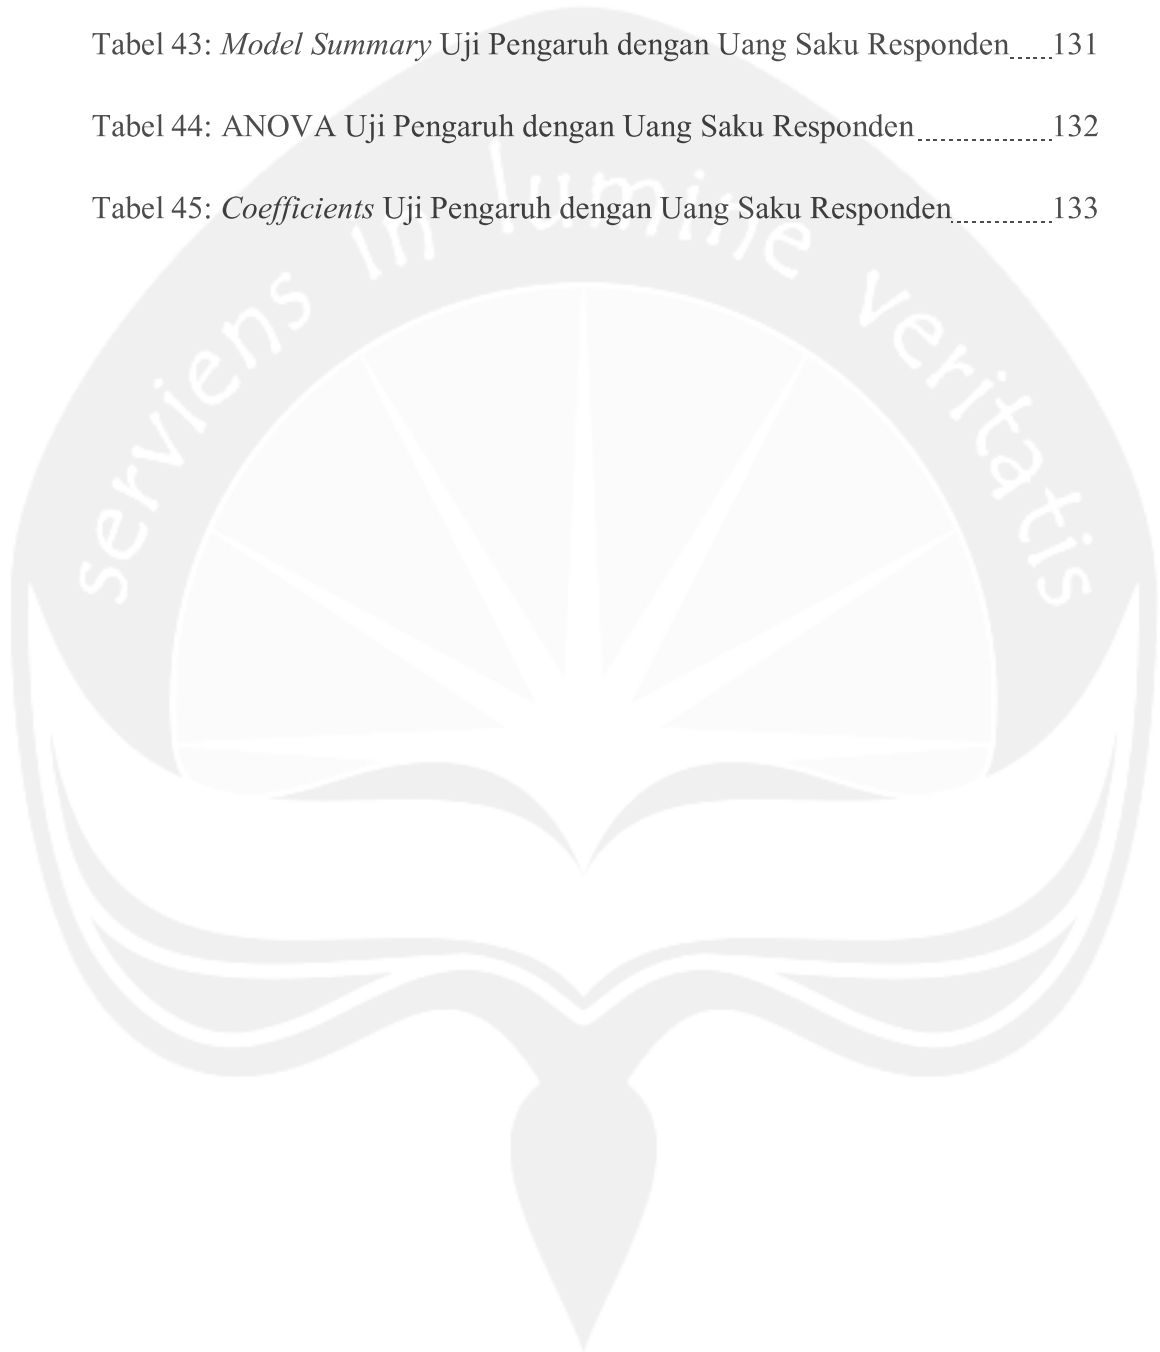 Tabel 43: Model Summary Uji Pengaruh dengan Uang Saku Responden.....131
Tabel 44: ANOVA Uji Pengaruh dengan Uang Saku Responden.................132
Tabel 45: Coefficients Uji Pengaruh dengan Uang Saku Responden............133
serviens in lumine veritatis